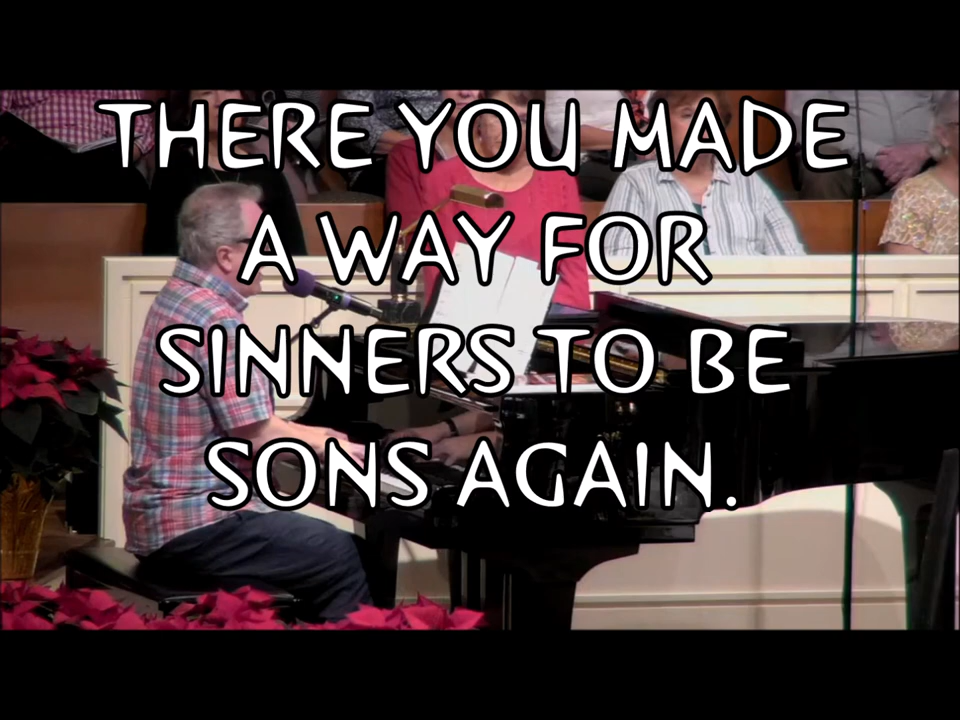 THERE YOU MADE
A WAY FOR
SINNERS TO BE
SONS AGAIN.